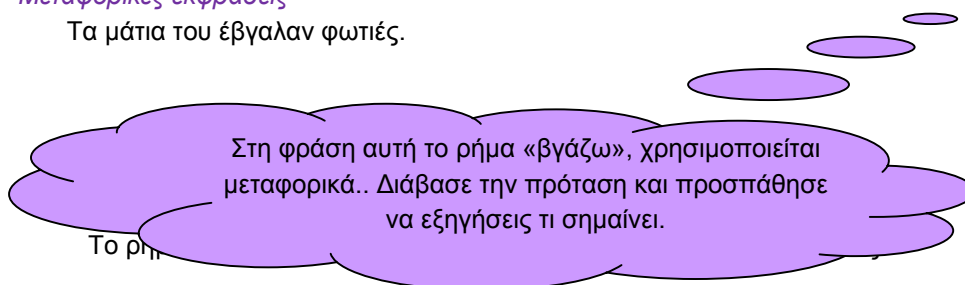 Μεταφορικές εκφράσεις
Τα μάτια του έβγαλαν φωτιές.
Στη φράση αυτή το ρήμα «βγάζω», χρησιμοποιείται
μεταφορικά.. Διάβασε την πρόταση και προσπάθησε
να εξηγήσεις τι σημαίνει.
Το